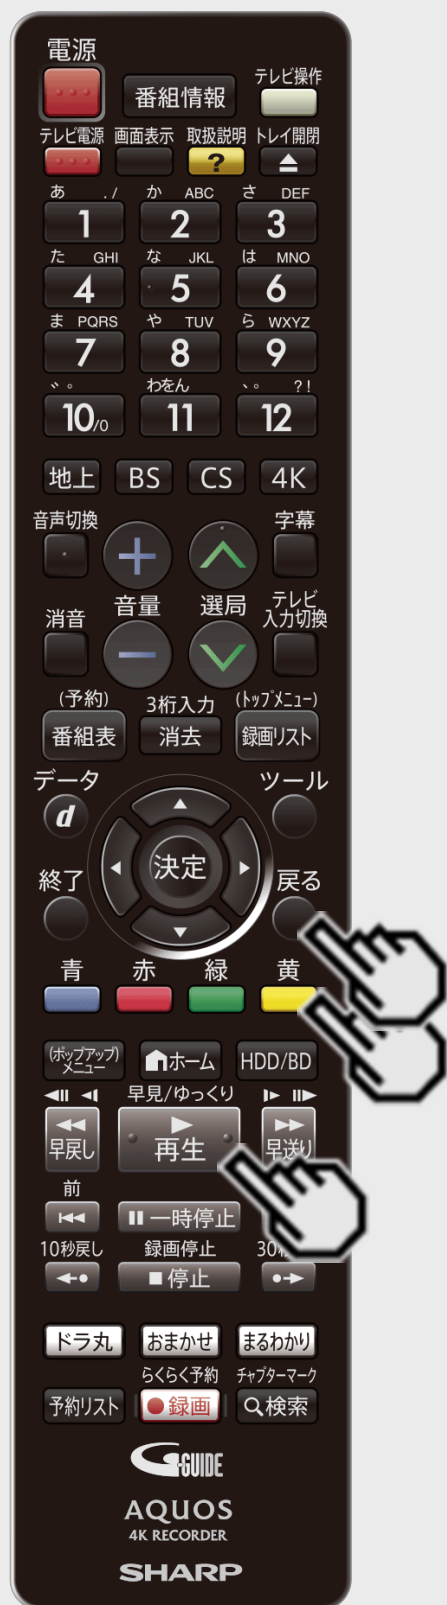 電源
番組情報
テレビ操作
テレビ電源 画面表示 取扱説明 トレイ開閉
?
あ ./ か ABC さ DEF
1 2 3
た GHI な JKL は MNO
4 5 6
ま PQRS や TUV ら WXYZ
7 8 9
゛゜ わをん 、。 ?!
10/0 11 12
地上 BS CS 4K
音声切換 字幕
+
消音 音量 選局 テレビ
入力切換
−
(予約) 3桁入力 (トップメニュー)
番組表 消去 録画リスト
データ ツール
d
終了 決定 戻る
青 赤 緑 黄
(ポップアップ)
メニュー ホーム HDD/BD
早見/ゆっくり
早戻し 再生 早送り
前
一時停止
10秒戻し 録画停止 30
停止
ドラ丸 おまかせ まるわかり
らくらく予約 チャプターマーク
予約リスト 録画 検索
G-GUIDE
AQUOS
4K RECORDER
SHARP